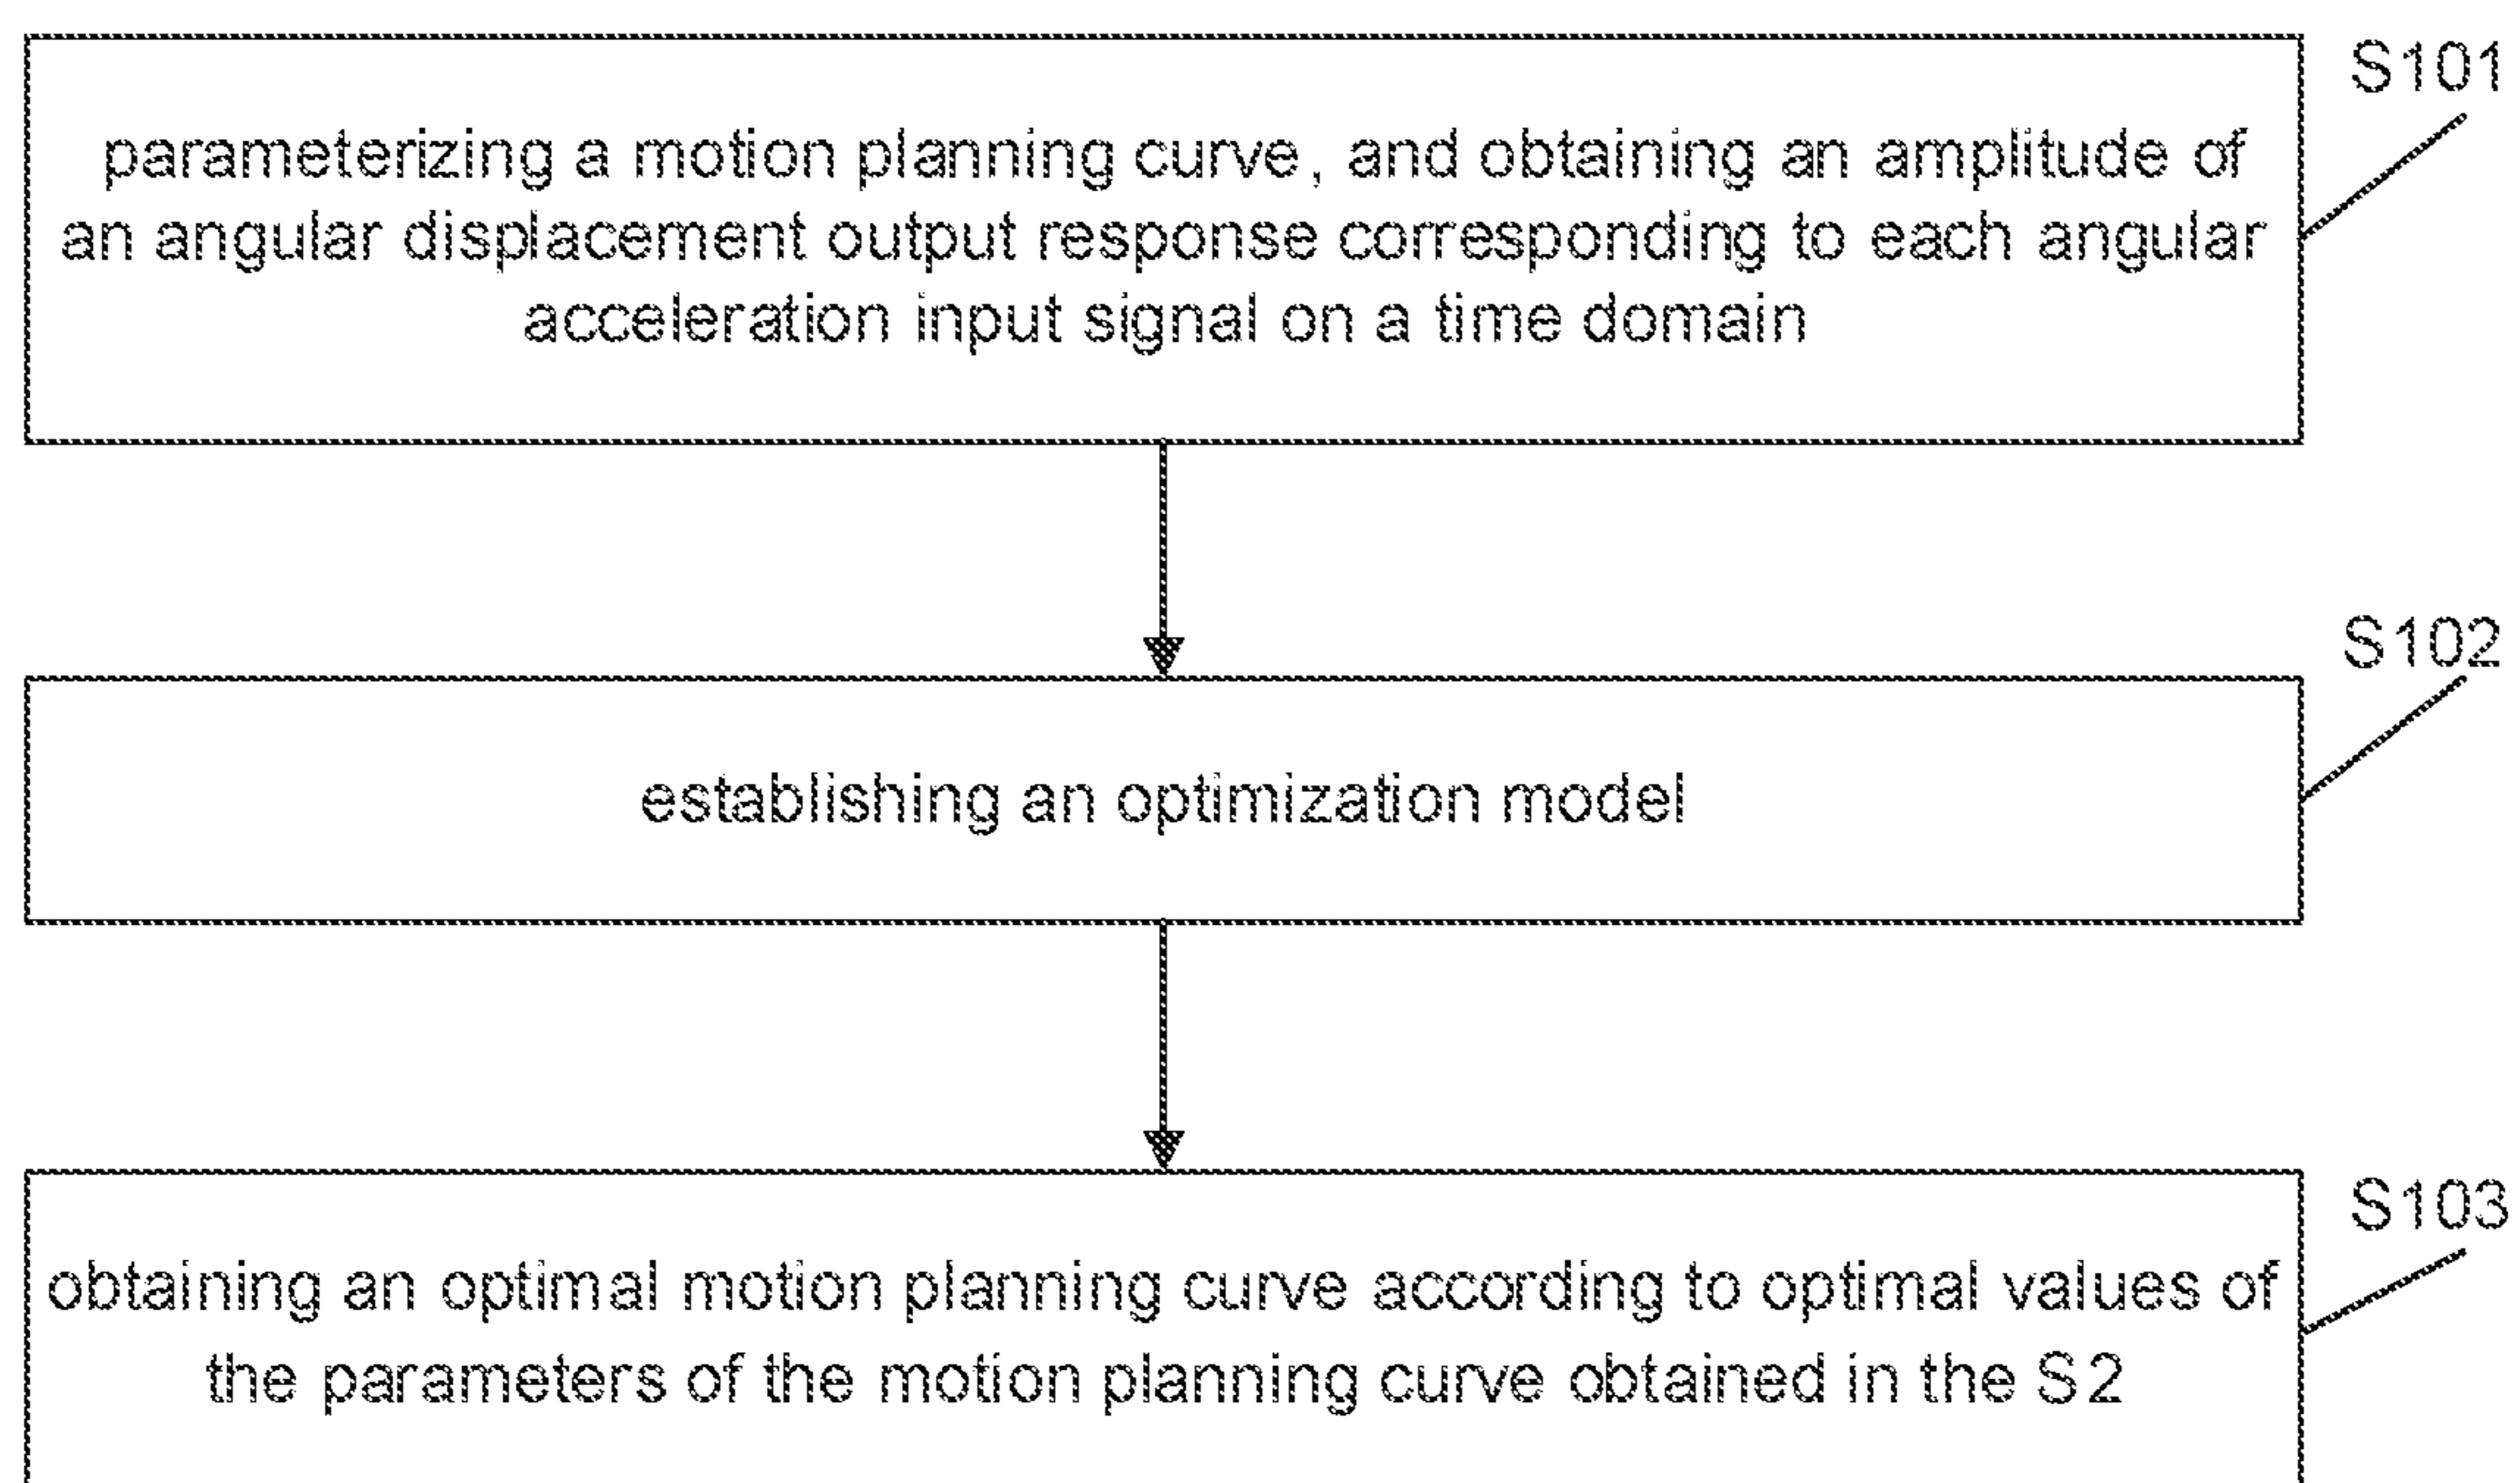 S101
parameterizing a motion planning curve, and obtaining an amplitude of
an angular displacement output response corresponding to each angular
acceleration input signal on a time domain
S102
establishing an optimization model
S103
obtaining an optimal motion planning curve according to optimal values of
the parameters of the motion planning curve obtained in the S2